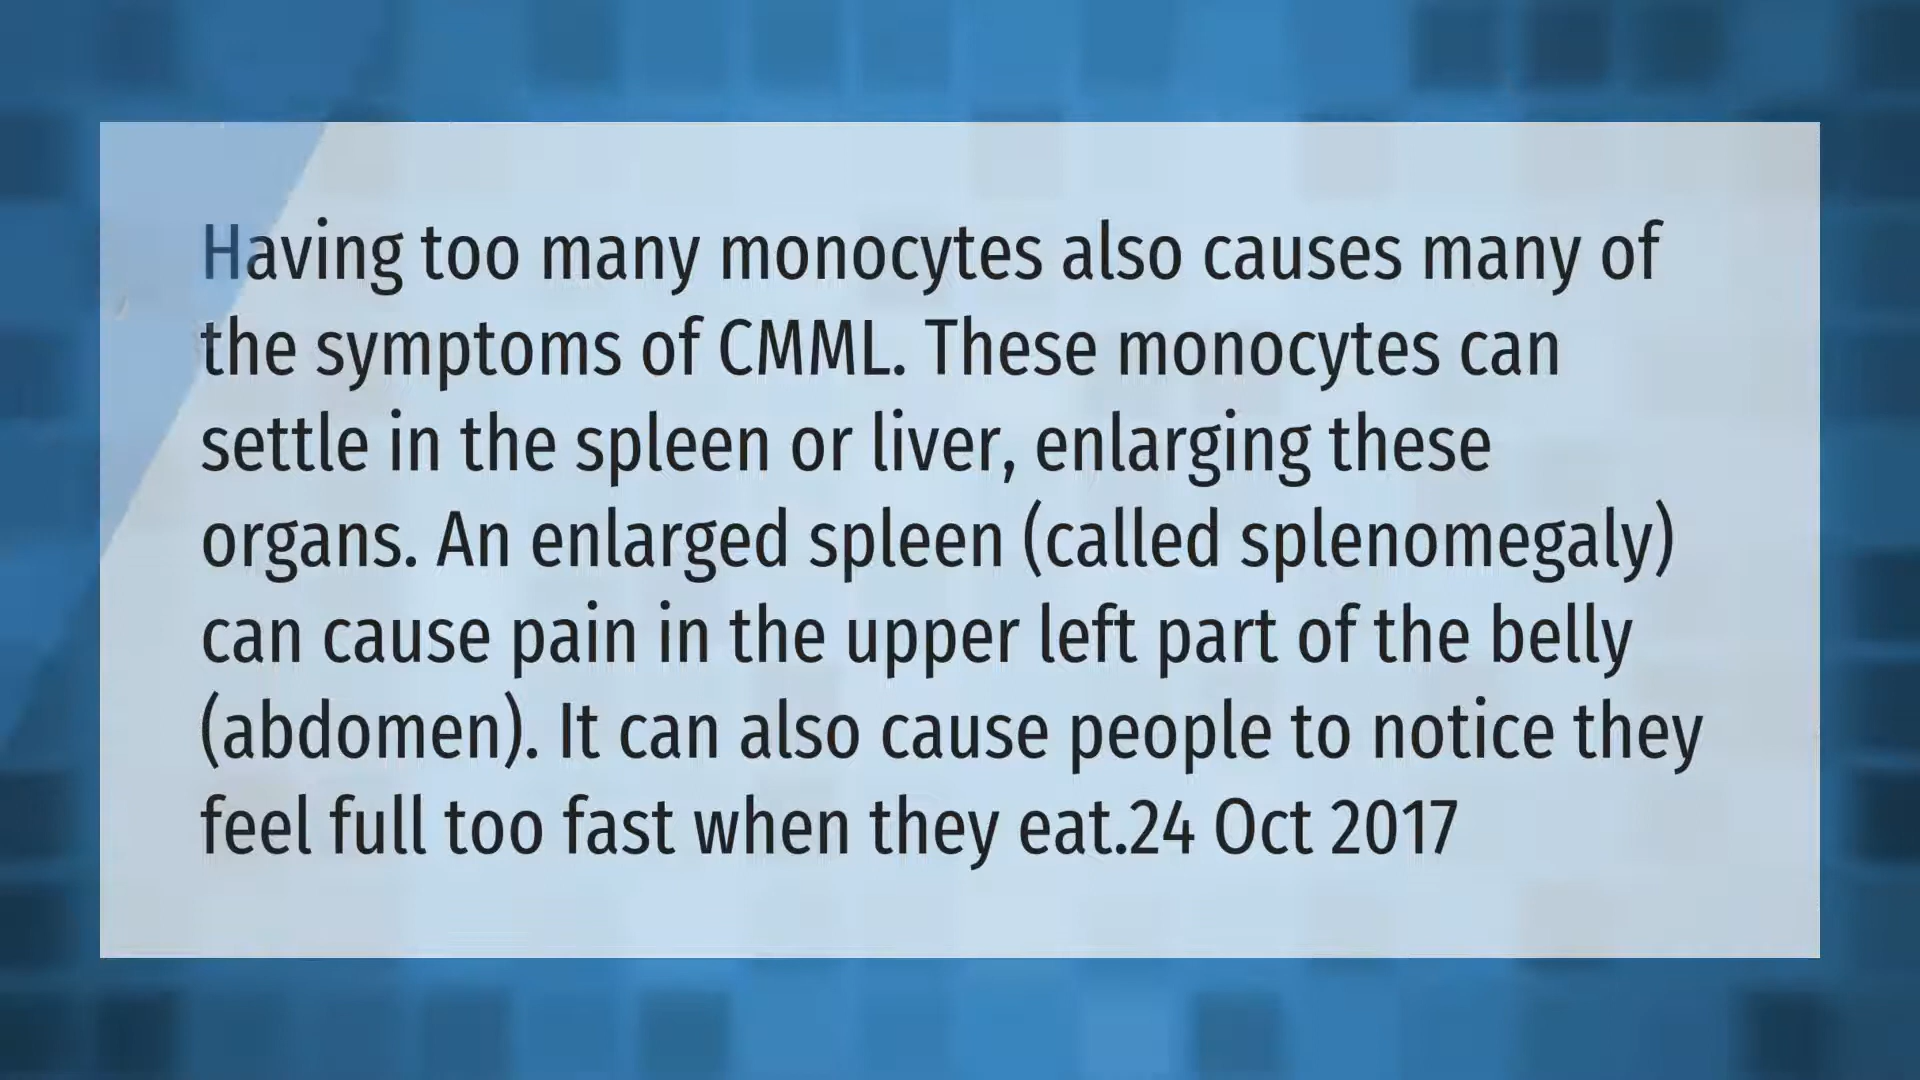 Having too many monocytes also causes many of
the symptoms of CMML. These monocytes can
settle in the spleen or liver, enlarging these
organs. An enlarged spleen (called splenomegaly)
can cause pain in the upper left part of the belly
(abdomen). It can also cause people to notice they
feel full too fast when they eat.24 Oct 2017